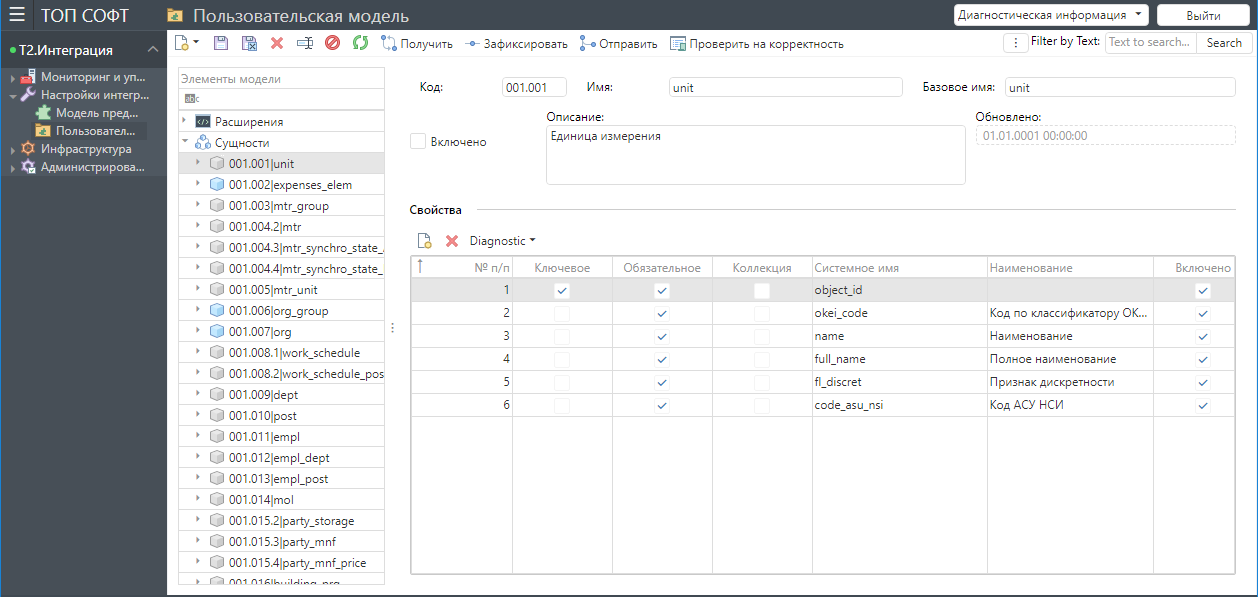 ТОП СОФТ
Пользовательская модель
Диагностическая информация
Выйти
Т2.Интеграция
Мониторинг и уп...
Настройки интегр...
Модель пред...
Пользовател...
Инфраструктура
Администрирова...
Получить
Зафиксировать
Отправить
Проверить на корректность
Filter by Text:
Text to search...
Search
Элементы модели
Расширения
Сущности
001.001|unit
001.002|expenses_elem
001.003|mtr_group
001.004.2|mtr
001.004.3|mtr_synchro_state_
001.004.4|mtr_synchro_state_
001.005|mtr_unit
001.006|org_group
001.007|org
001.008.1|work_schedule
001.008.2|work_schedule_pos
001.009|dept
001.010|post
001.011|empl
001.012|empl_dept
001.013|empl_post
001.014|mol
001.015.2|party_storage
001.015.3|party_mnf
001.015.4|party_mnf_price
Код:
001.001
Имя:
unit
Базовое имя:
unit
Включено
Описание:
Единица измерения
Обновлено:
01.01.0001 00:00:00
Свойства
Diagnostic
№ п/п Ключевое Обязательное Коллекция Системное имя Наименование Включено
1 object_id
2 okei_code Код по классификатору ОК...
3 name Наименование
4 full_name Полное наименование
5 fl_discret Признак дискретности
6 code_asu_nsi Код АСУ НСИ